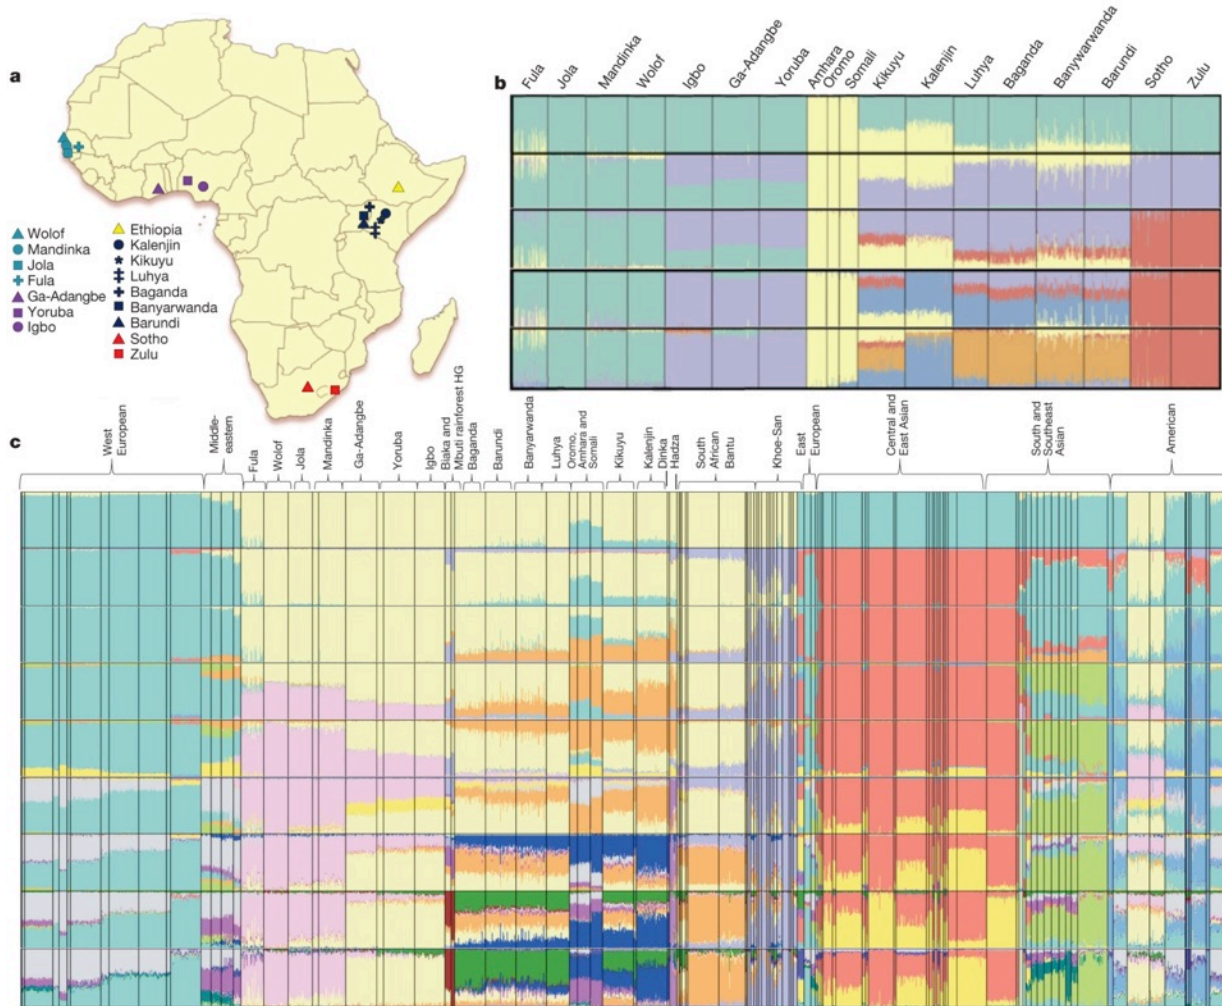 a
Wolof
Mandinka
Jola
Fula
Ga-Adangbe
Yoruba
Igbo
Ethiopia
Kalenjin
Kikuyu
Luhya
Baganda
Banyarwanda
Barundi
Sotho
Zulu
b
Fula
Jola
Mandinka
Wolof
Igbo
Ga-Adangbe
Yoruba
Amhara
Oromo
Somali
Kikuyu
Kalenjin
Luhya
Baganda
Banywarwanda
Barundi
Sotho
Zulu
c
West
European
Middle-
eastern
Fula
Wolof
Jola
Mandinka
Ga-Adangbe
Yoruba
Igbo
Biaka and
Mbuti rainforest HG
Baganda
Barundi
Banyarwanda
Luhya
Oromo,
Amhara and
Somali
Kikuyu
Kalenjin
Dinka
Hadza
South
African
Bantu
Khoe-San
East
European
Central and
East Asian
South and
Southeast
Asian
American